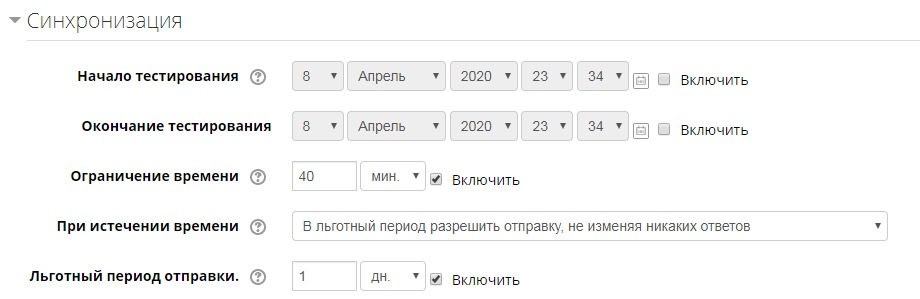 Синхронизация
Начало тестирования 8 Апрель 2020 23 34 Включить
Окончание тестирования 8 Апрель 2020 23 34 Включить
Ограничение времени 40 мин. Включить
При истечении времени В льготный период разрешить отправку, не изменяя никаких ответов
Льготный период отправки. 1 дн. Включить